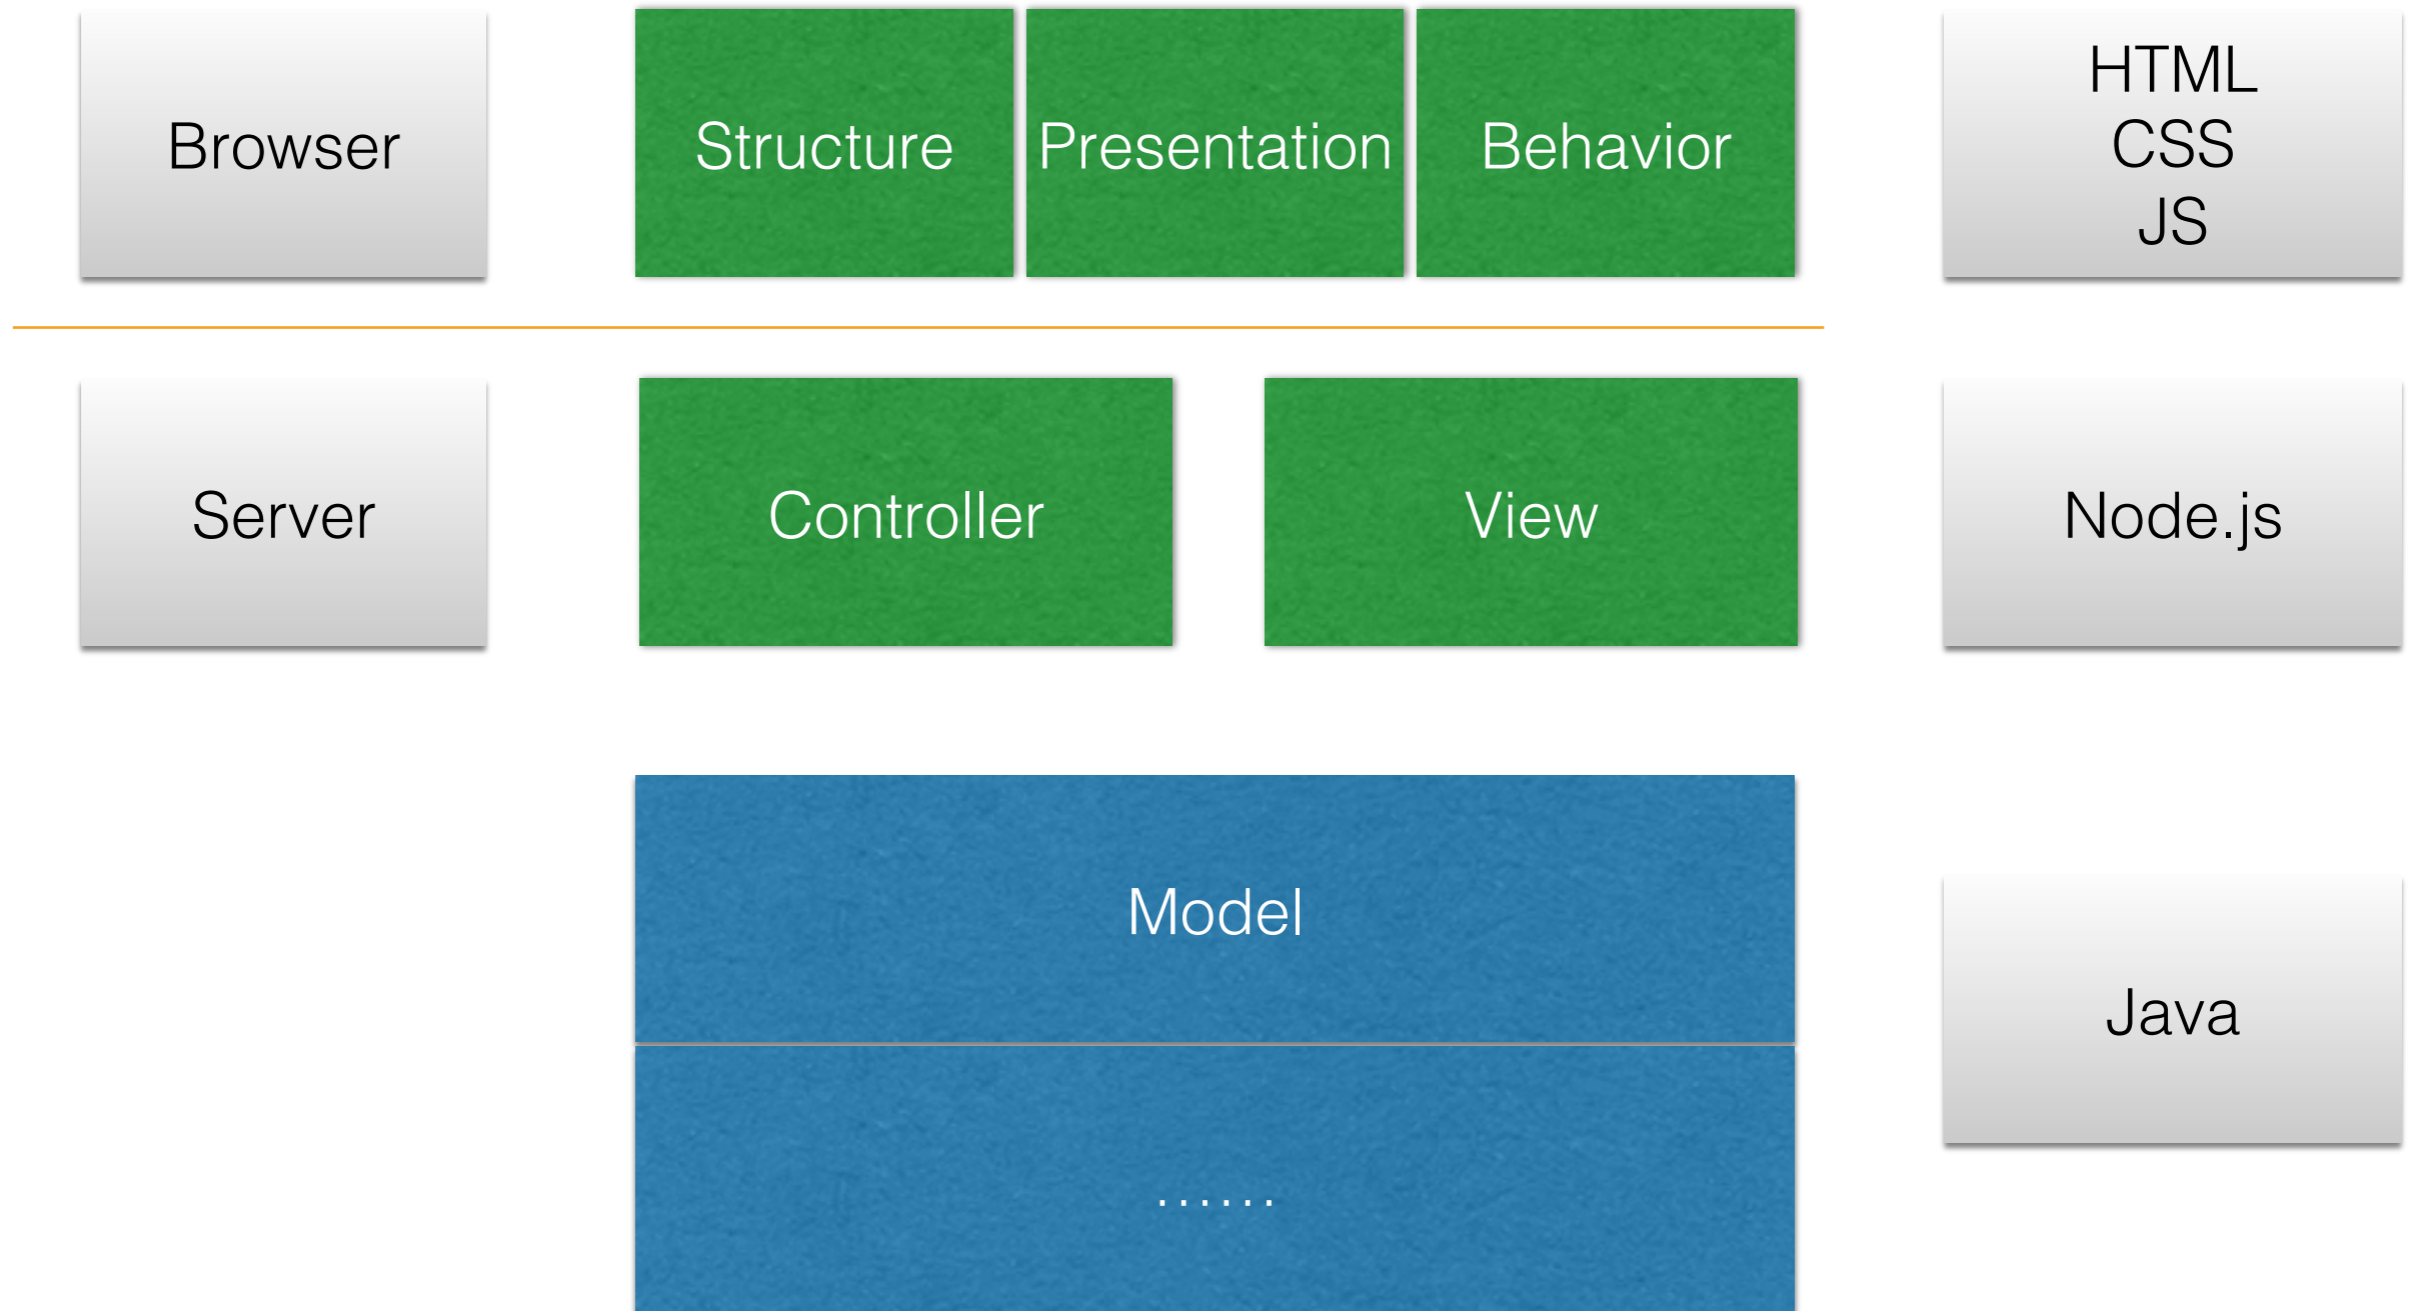 Browser
Structure
Presentation
Behavior
HTML
CSS
JS
Server
Controller
View
Node.js
Model
Java
......